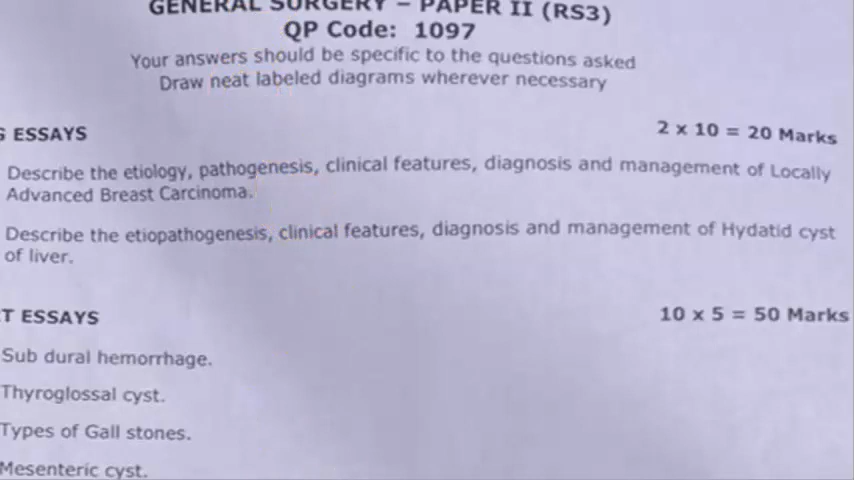 GENERAL SURGERY – PAPER II (RS3)
QP Code: 1097
Your answers should be specific to the questions asked
Draw neat labeled diagrams wherever necessary
ESSAYS 2 x 10 = 20 Marks
Describe the etiology, pathogenesis, clinical features, diagnosis and management of Locally
Advanced Breast Carcinoma.
Describe the etiopathogenesis, clinical features, diagnosis and management of Hydatid cyst
of liver.
ESSAYS 10 x 5 = 50 Marks
Sub dural hemorrhage.
Thyroglossal cyst.
Types of Gall stones.
Mesenteric cyst.